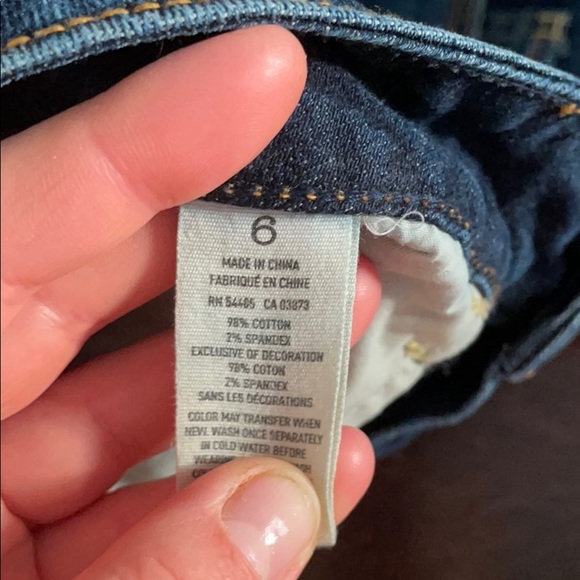 6
MADE IN CHINA
FABRIQUÉ EN CHINE
RN 54485 CA 03873
98% COTTON
2% SPANDEX
EXCLUSIVE OF DECORATION
98% COTON
2% SPANDEX
SANS LES DÉCORATIONS
COLOR MAY TRANSFER WHEN
NEW. WASH ONCE SEPARATELY
IN COLD WATER BEFORE